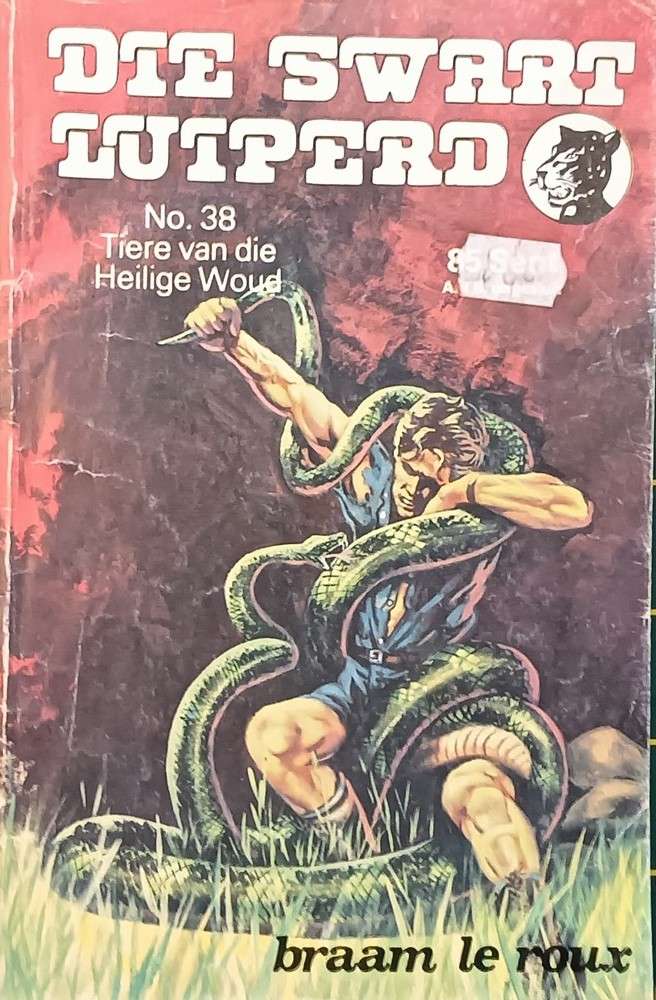 DIE SWART
LUIPERD
No. 38
Tiere van die
Heilige Woud
85 Sent
braam le roux